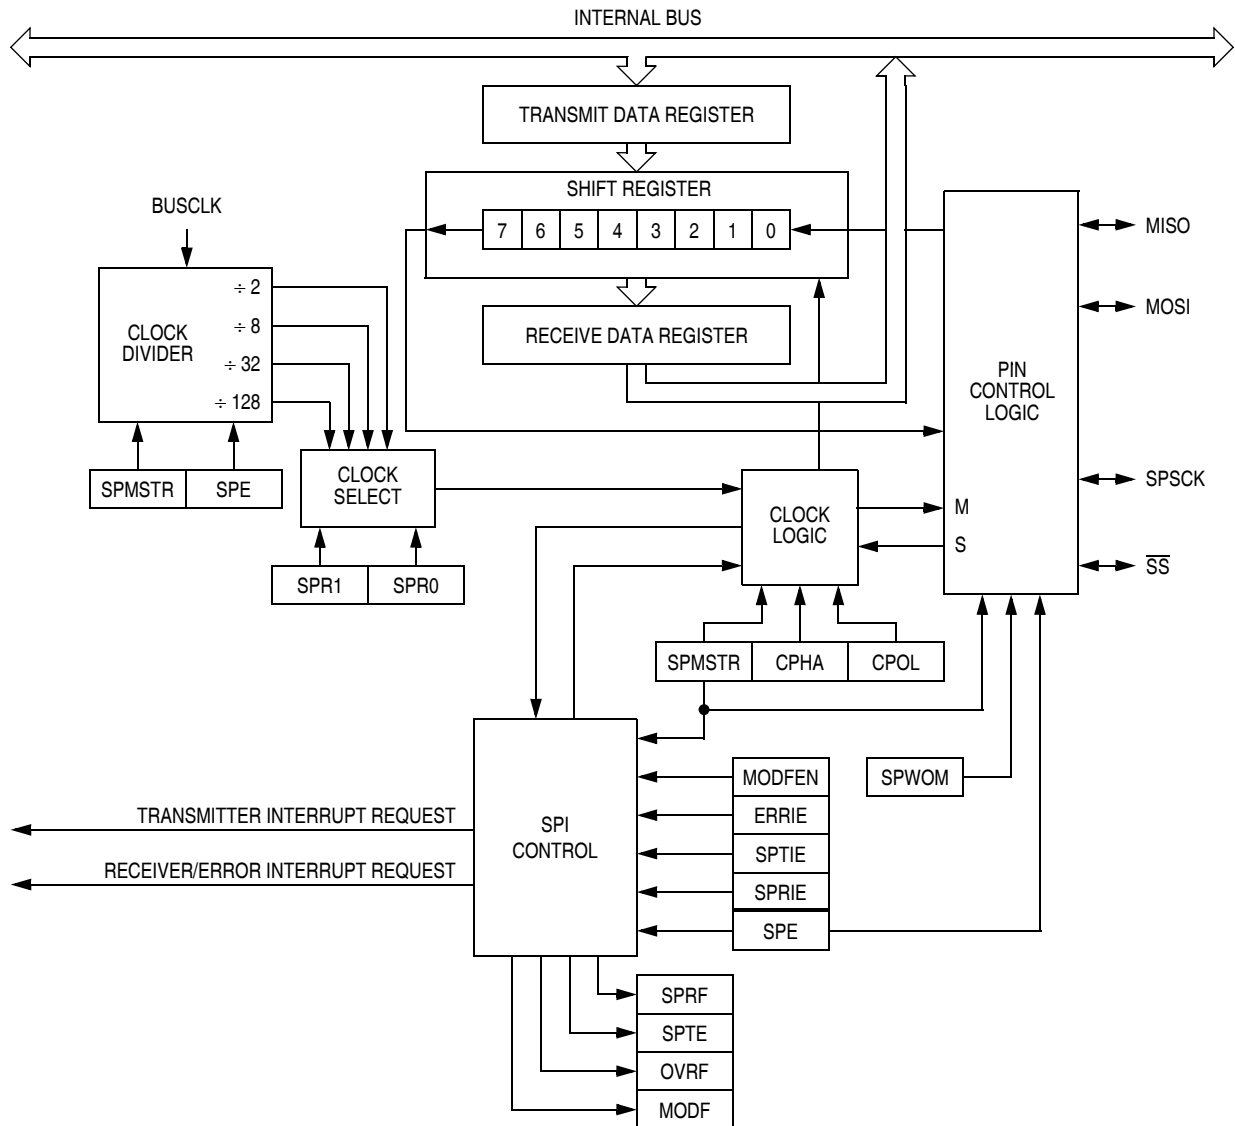 INTERNAL BUS
TRANSMIT DATA REGISTER
SHIFT REGISTER
7 6 5 4 3 2 1 0
RECEIVE DATA REGISTER
BUSCLK
CLOCK
DIVIDER
÷ 2
÷ 8
÷ 32
÷ 128
SPMSTR SPE
CLOCK
SELECT
SPR1 SPR0
CLOCK
LOGIC
M
S
PIN
CONTROL
LOGIC
MISO
MOSI
SPSCK
SS
SPMSTR CPHA CPOL
SPWOM
MODFEN
ERRIE
SPTIE
SPRIE
SPE
SPI
CONTROL
TRANSMITTER INTERRUPT REQUEST
RECEIVER/ERROR INTERRUPT REQUEST
SPRF
SPTE
OVRF
MODF